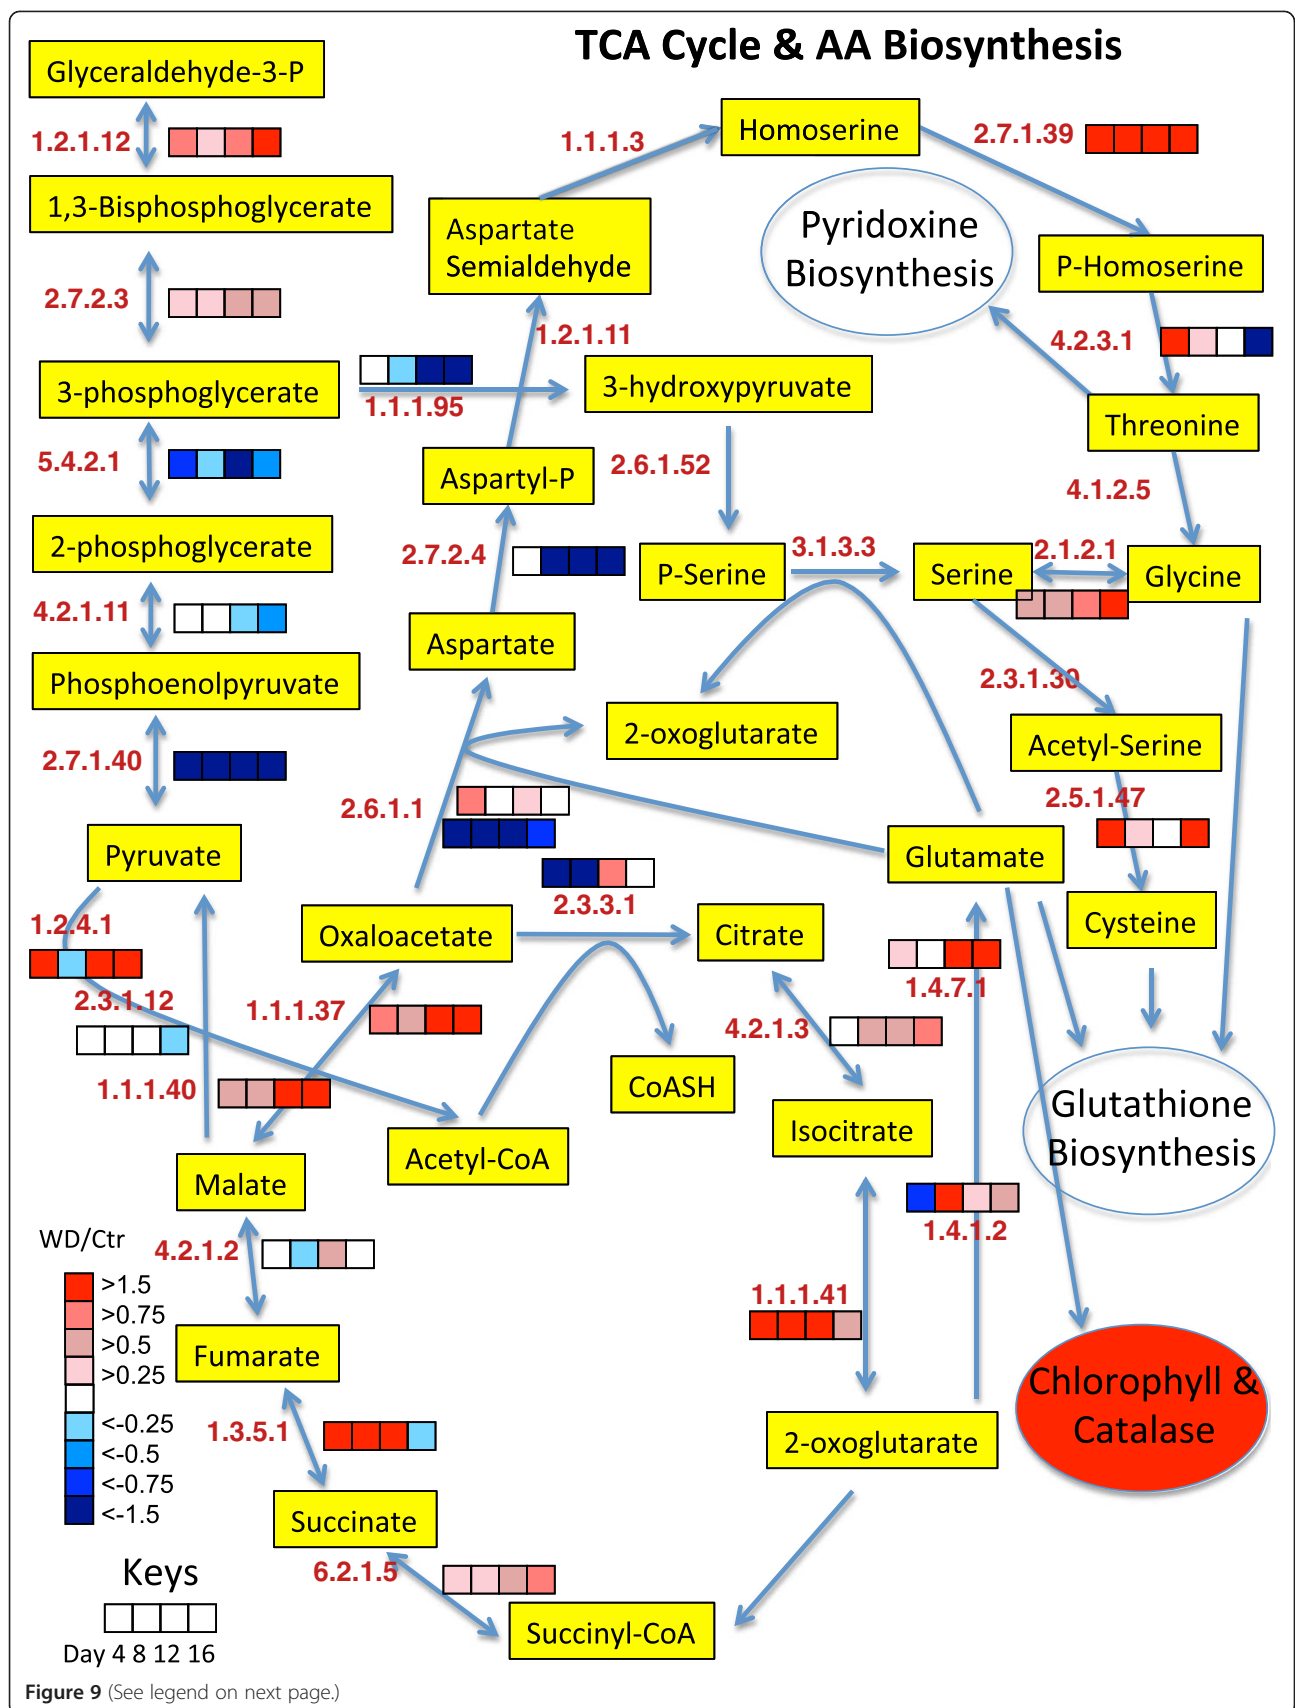 TCA Cycle & AA Biosynthesis
Glyceraldehyde-3-P
1.2.1.12
1,3-Bisphosphoglycerate
2.7.2.3
3-phosphoglycerate
5.4.2.1
2-phosphoglycerate
4.2.1.11
Phosphoenolpyruvate
2.7.1.40
Pyruvate
1.2.4.1
2.3.1.12
1.1.1.40
1.1.1.3
Homoserine
2.7.1.39
Aspartate
Semialdehyde
Pyridoxine
Biosynthesis
P-Homoserine
1.2.1.11
4.2.3.1
1.1.1.95
3-hydroxypyruvate
Threonine
Aspartyl-P
2.6.1.52
4.1.2.5
2.7.2.4
P-Serine
3.1.3.3
Serine
2.1.2.1
Glycine
Aspartate
2.3.1.30
2-oxoglutarate
Acetyl-Serine
2.6.1.1
2.5.1.47
Glutamate
2.3.3.1
Cysteine
Oxaloacetate
Citrate
1.4.7.1
1.1.1.37
4.2.1.3
CoASH
Glutathione
Biosynthesis
Isocitrate
Acetyl-CoA
Malate
1.4.1.2
4.2.1.2
1.1.1.41
Fumarate
Chlorophyll &
Catalase
1.3.5.1
2-oxoglutarate
Succinate
6.2.1.5
Succinyl-CoA
WD/Ctr
>1.5
>0.75
>0.5
>0.25
<-0.25
<-0.5
<-0.75
<-1.5
Keys
Day 4 8 12 16
Figure 9 (See legend on next page.)